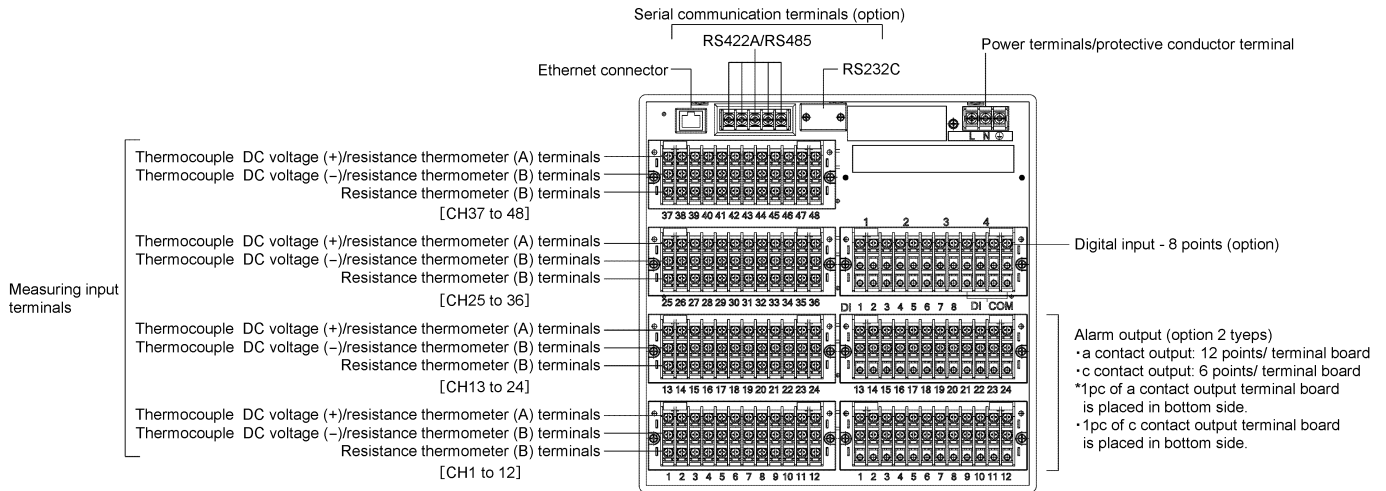 Serial communication terminals (option)
RS422A/RS485
Power terminals/protective conductor terminal
Ethernet connector
RS232C
L N
Thermocouple DC voltage (+)/resistance thermometer (A) terminals
Thermocouple DC voltage (−)/resistance thermometer (B) terminals
Resistance thermometer (B) terminals
[CH37 to 48]
37 38 39 40 41 42 43 44 45 46 47 48
1 2 3 4
Thermocouple DC voltage (+)/resistance thermometer (A) terminals
Thermocouple DC voltage (−)/resistance thermometer (B) terminals
Resistance thermometer (B) terminals
[CH25 to 36]
Digital input - 8 points (option)
25 26 27 28 29 30 31 32 33 34 35 36
DI 1 2 3 4 5 6 7 8 DI COM
Measuring input
terminals
Thermocouple DC voltage (+)/resistance thermometer (A) terminals
Thermocouple DC voltage (−)/resistance thermometer (B) terminals
Resistance thermometer (B) terminals
[CH13 to 24]
13 14 15 16 17 18 19 20 21 22 23 24
13 14 15 16 17 18 19 20 21 22 23 24
Alarm output (option 2 tyeps)
・a contact output: 12 points/ terminal board
・c contact output: 6 points/ terminal board
*1pc of a contact output terminal board
is placed in bottom side.
・1pc of c contact output terminal board
is placed in bottom side.
Thermocouple DC voltage (+)/resistance thermometer (A) terminals
Thermocouple DC voltage (−)/resistance thermometer (B) terminals
Resistance thermometer (B) terminals
[CH1 to 12]
1 2 3 4 5 6 7 8 9 10 11 12
1 2 3 4 5 6 7 8 9 10 11 12